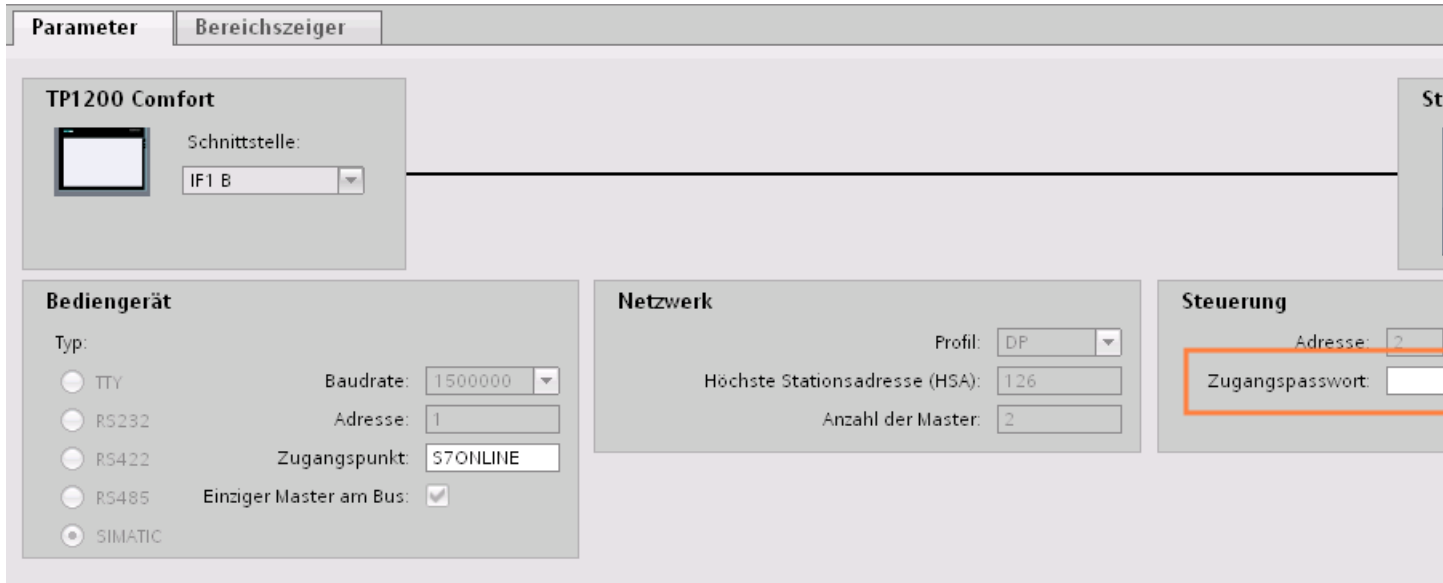 Parameter
Bereichszeiger
TP1200 Comfort
Schnittstelle:
IF1 B
St
Bediengerät
Typ:
TTY
RS232
RS422
RS485
SIMATIC
Baudrate: 1500000
Adresse: 1
Zugangspunkt: S7ONLINE
Einziger Master am Bus:
Netzwerk
Profil: DP
Höchste Stationsadresse (HSA): 126
Anzahl der Master: 2
Steuerung
Adresse: 2
Zugangspasswort: